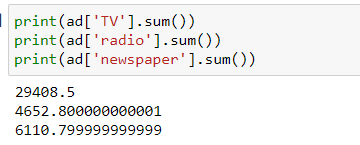 print(ad['TV'].sum())
print(ad['radio'].sum())
print(ad['newspaper'].sum())
29408.5
4652.800000000001
6110.799999999999